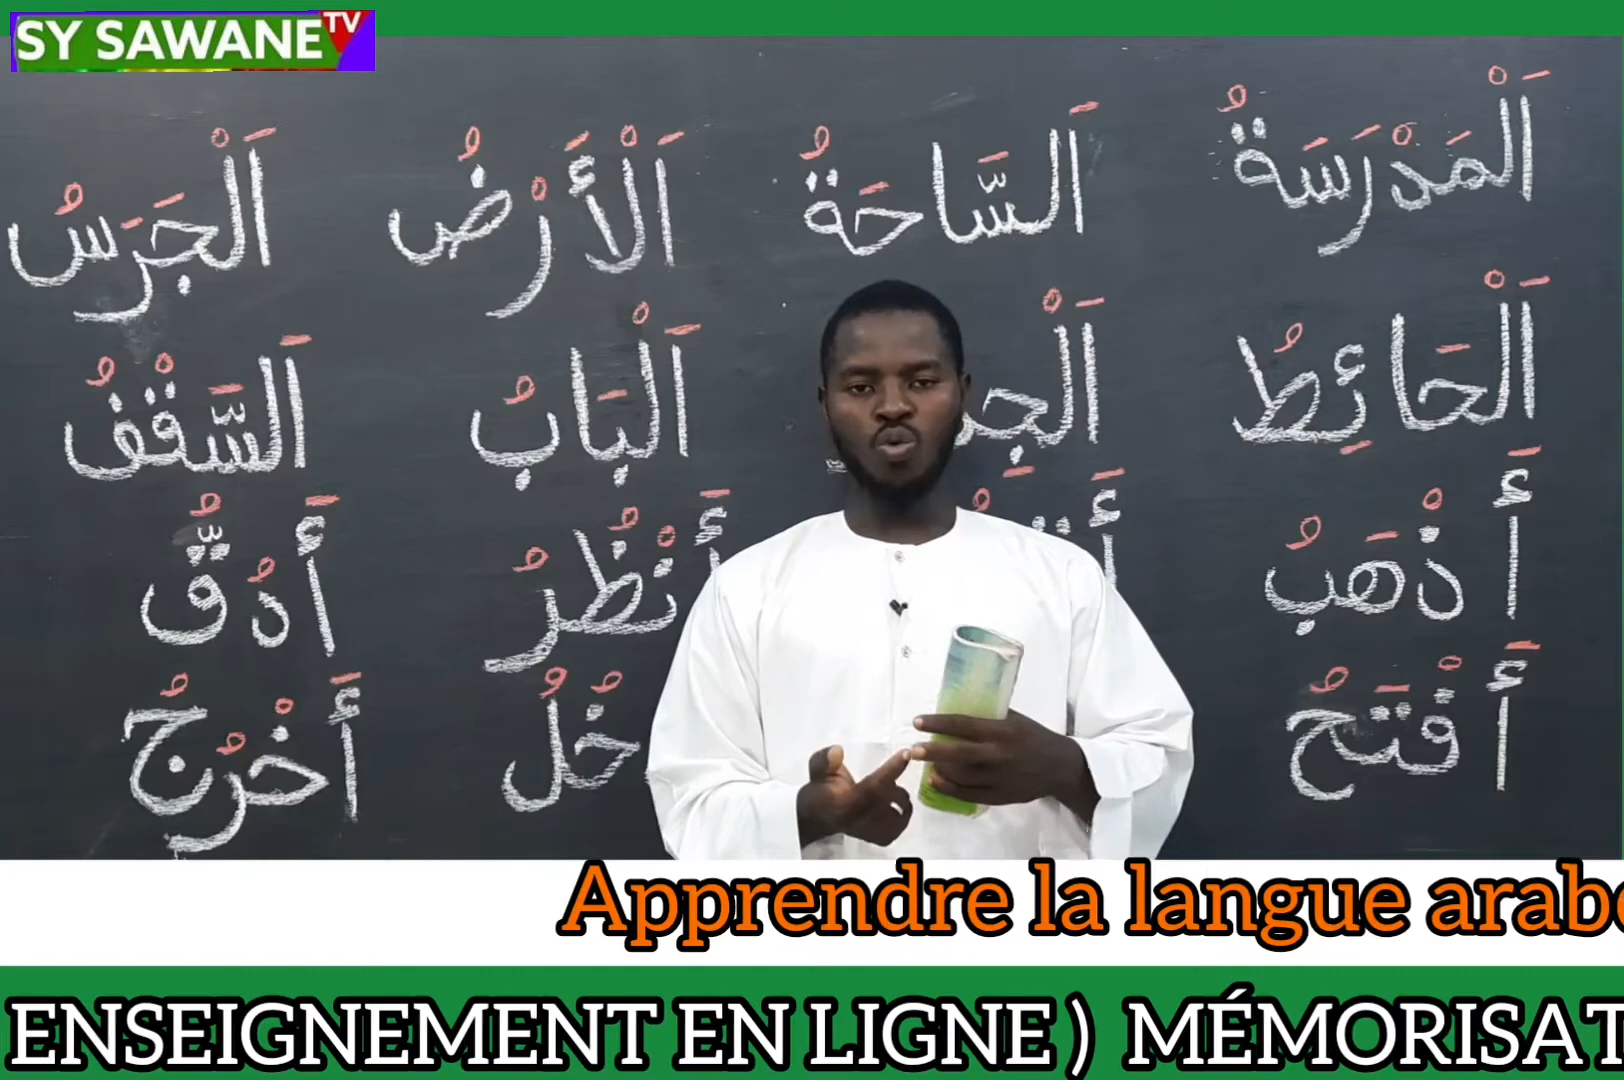 SY SAWANE TV
اَلْمَدْرَسَةُ اَلسَّاحَةُ اَلْأَرْضُ اَلْجَرَسُ
اَلْحَائِطُ اَلْبَابُ اَلسَّقْفُ
أَذْهَبُ أَنْظُرُ أَدُقُّ
أَفْتَحُ أَخْرُجُ
Apprendre la langue arabe
ENSEIGNEMENT EN LIGNE ) MÉMORISAT